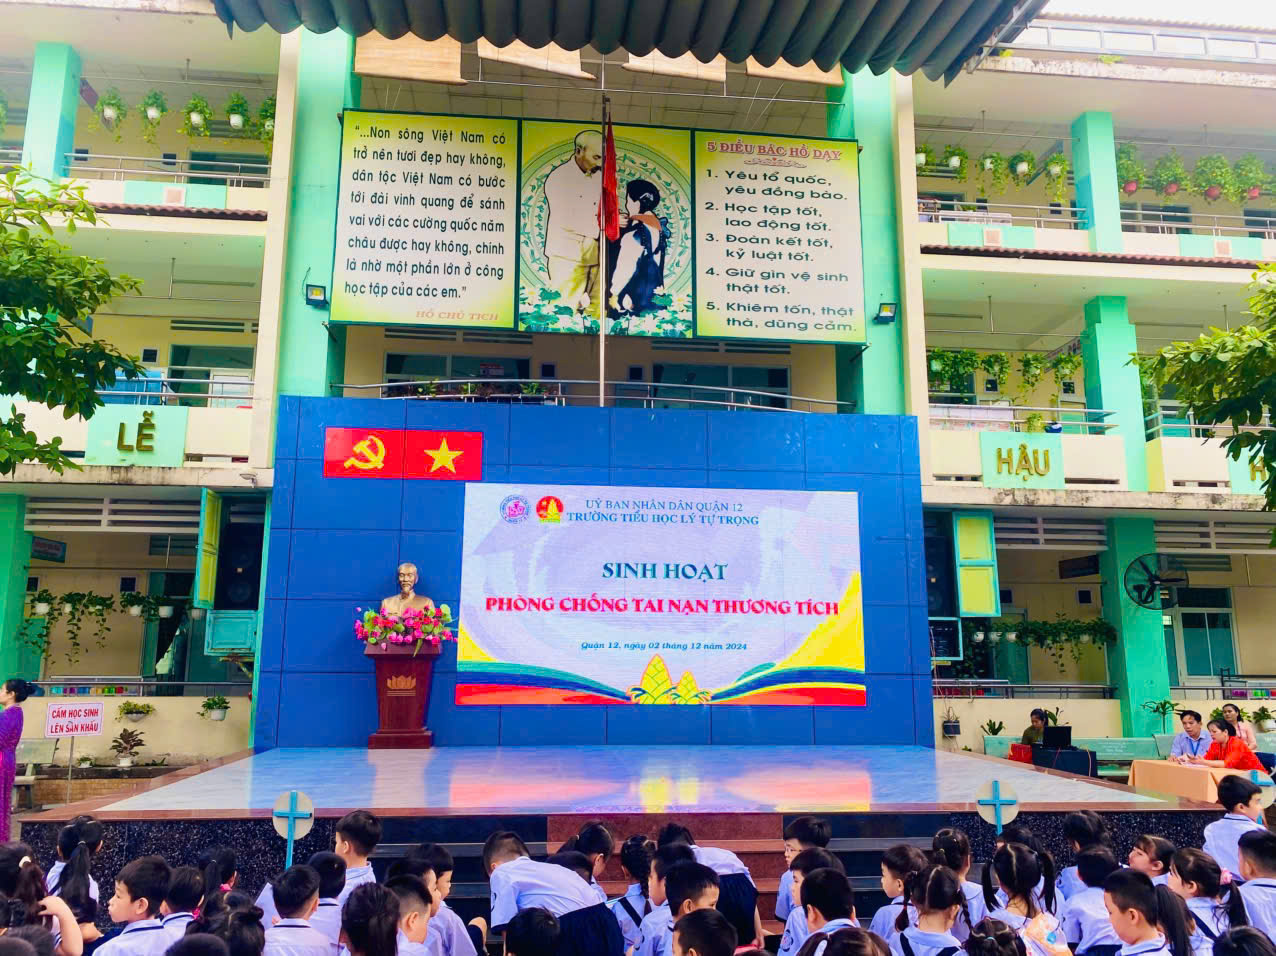 "...Non sông Việt Nam có
trở nên tươi đẹp hay không,
dân tộc Việt Nam có bước
tới đài vinh quang để sánh
vai với các cường quốc năm
châu được hay không, chính
là nhờ một phần lớn ở công
học tập của các em."
HỒ CHỦ TỊCH
5 ĐIỀU BÁC HỒ DẠY
1. Yêu tổ quốc,
yêu đồng bào.
2. Học tập tốt,
lao động tốt.
3. Đoàn kết tốt,
kỷ luật tốt.
4. Giữ gìn vệ sinh
thật tốt.
5. Khiêm tốn, thật
thà, dũng cảm.
LỄ
HẬU
UỶ BAN NHÂN DÂN QUẬN 12
TRƯỜNG TIỂU HỌC LÝ TỰ TRỌNG
SINH HOẠT
PHÒNG CHỐNG TAI NẠN THƯƠNG TÍCH
Quận 12, ngày 02 tháng 12 năm 2024
CẤM HỌC SINH
LÊN SÂN KHẤU